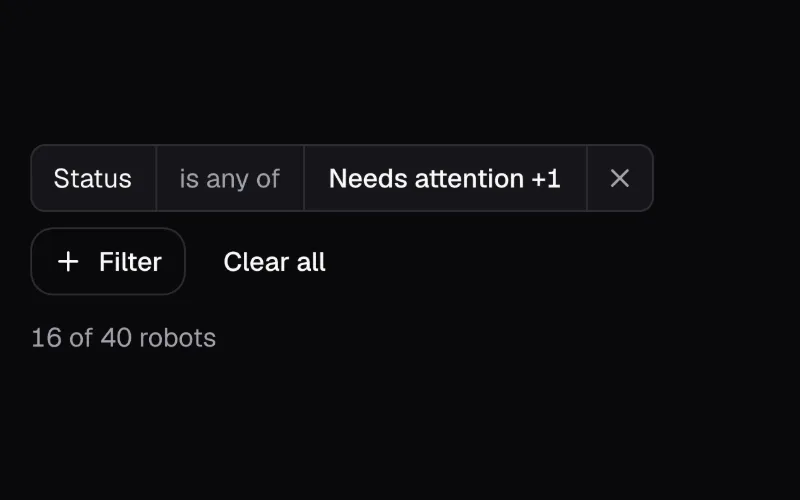 Status is any of Needs attention +1
Filter Clear all
16 of 40 robots